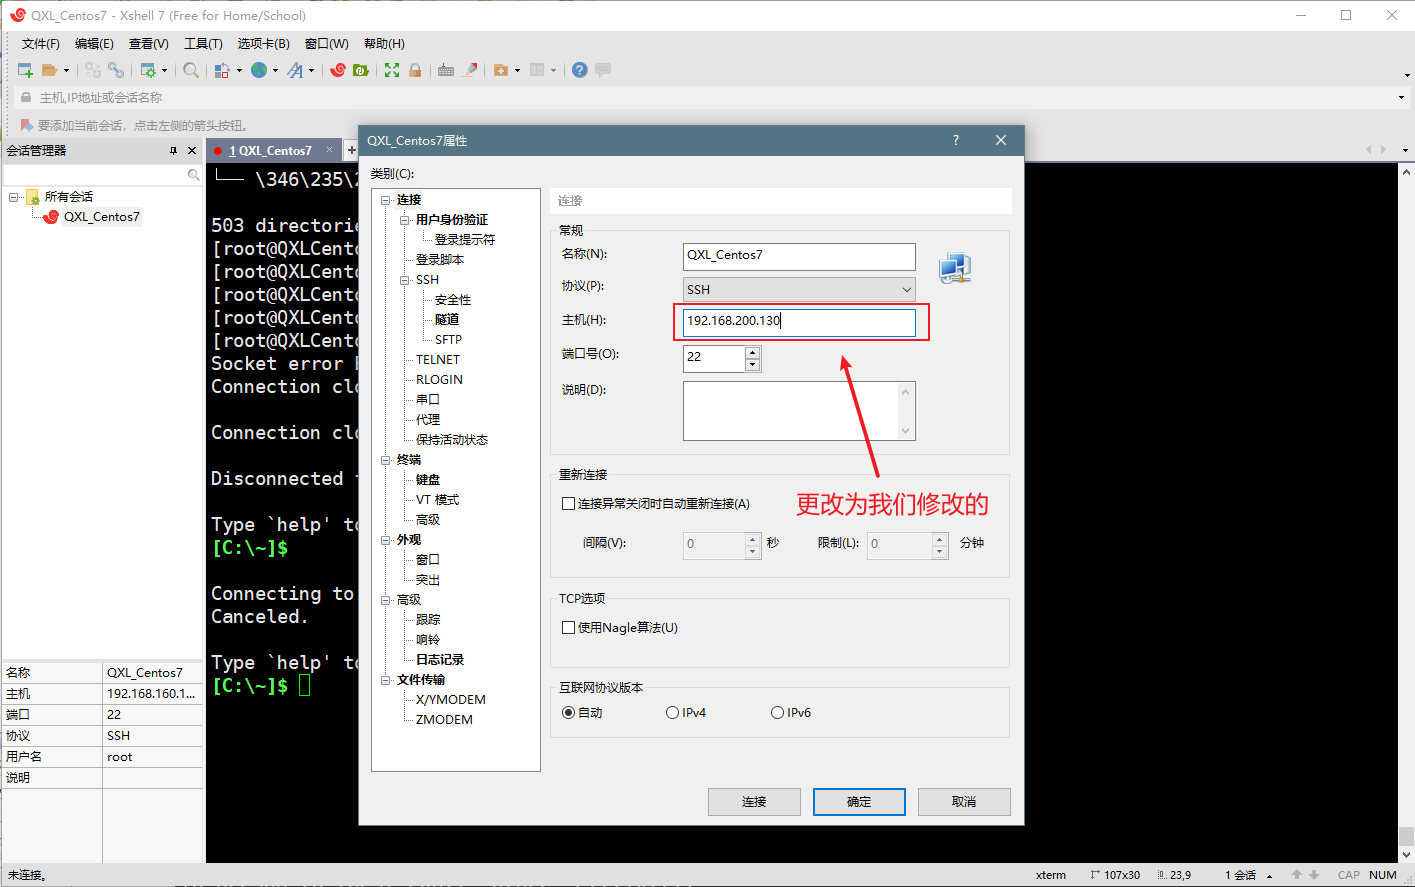 QXL_Centos7 - Xshell 7 (Free for Home/School)
文件(F) 编辑(E) 查看(V) 工具(T) 选项卡(B) 窗口(W) 帮助(H)
主机,IP地址或会话名称
要添加当前会话，点击左侧的箭头按钮。
会话管理器
1 QXL_Centos7
所有会话
QXL_Centos7
名称 QXL_Centos7
主机 192.168.160.1...
端口 22
协议 SSH
用户名 root
说明
└── \346\235\
503 directorie
[root@QXLCento
[root@QXLCento
[root@QXLCento
[root@QXLCento
[root@QXLCento
Socket error
Connection clo
Connection clo
Disconnected
Type `help' to
[C:\~]$
Connecting to
Canceled.
Type `help' to
[C:\~]$
QXL_Centos7属性
类别(C):
连接
用户身份验证
登录提示符
登录脚本
SSH
安全性
隧道
SFTP
TELNET
RLOGIN
串口
代理
保持活动状态
终端
键盘
VT 模式
高级
外观
窗口
突出
高级
跟踪
响铃
日志记录
文件传输
X/YMODEM
ZMODEM
连接
常规
名称(N): QXL_Centos7
协议(P): SSH
主机(H): 192.168.200.130
端口号(O): 22
说明(D):
重新连接
连接异常关闭时自动重新连接(A)
更改为我们修改的
间隔(V): 0 秒 限制(L): 0 分钟
TCP选项
使用Nagle算法(U)
互联网协议版本
自动 IPv4 IPv6
连接 确定 取消
未连接。
xterm 107x30 23,9 1 会话 CAP NUM